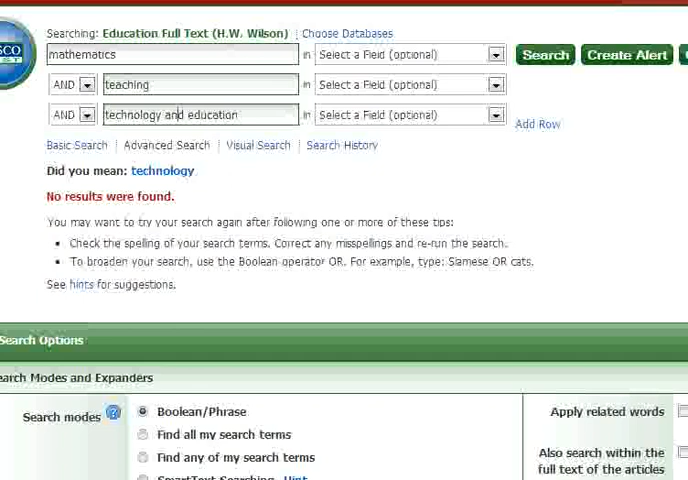 Searching: Education Full Text (H.W. Wilson) | Choose Databases
mathematics in Select a Field (optional) Search Create Alert
AND teaching in Select a Field (optional)
AND technology and education in Select a Field (optional) Add Row
Basic Search | Advanced Search | Visual Search | Search History
Did you mean: technology
No results were found.
You may want to try your search again after following one or more of these tips:
• Check the spelling of your search terms. Correct any misspellings and re-run the search.
• To broaden your search, use the Boolean operator OR. For example, type: Siamese OR cats.
See hints for suggestions.
Search Options
earch Modes and Expanders
Search modes ? Boolean/Phrase Apply related words
Find all my search terms
Find any of my search terms Also search within the
full text of the articles
SmartText Searching Hint